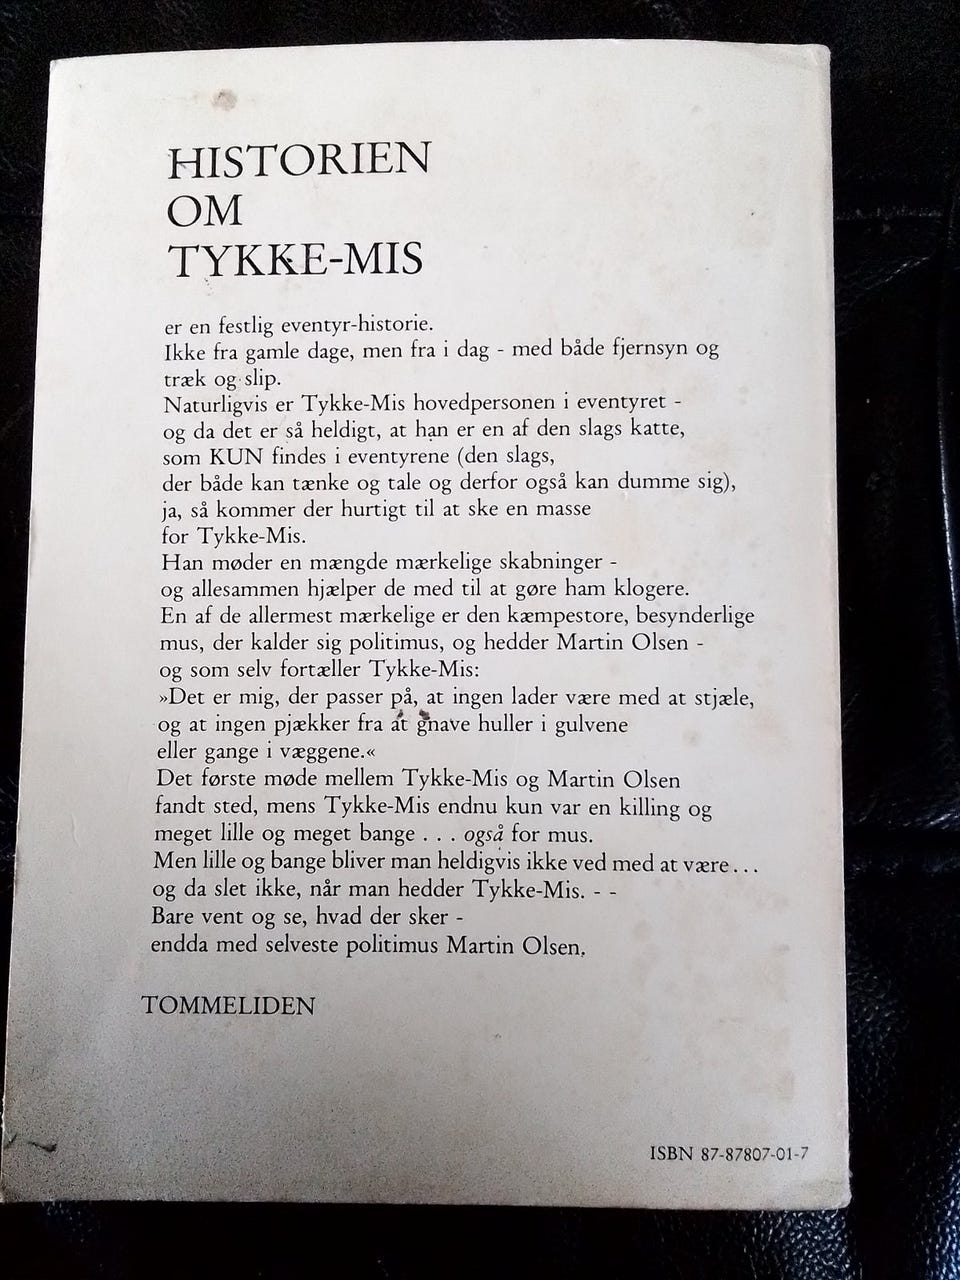 HISTORIEN
OM
TYKKE-MIS
er en festlig eventyr-historie.
Ikke fra gamle dage, men fra i dag - med både fjernsyn og
træk og slip.
Naturligvis er Tykke-Mis hovedpersonen i eventyret -
og da det er så heldigt, at han er en af den slags katte,
som KUN findes i eventyrene (den slags,
der både kan tænke og tale og derfor også kan dumme sig),
ja, så kommer der hurtigt til at ske en masse
for Tykke-Mis.
Han møder en mængde mærkelige skabninger -
og allesammen hjælper de med til at gøre ham klogere.
En af de allermest mærkelige er den kæmpestore, besynderlige
mus, der kalder sig politimus, og hedder Martin Olsen -
og som selv fortæller Tykke-Mis:
»Det er mig, der passer på, at ingen lader være med at stjæle,
og at ingen pjækker fra at gnave huller i gulvene
eller gange i væggene.«
Det første møde mellem Tykke-Mis og Martin Olsen
fandt sted, mens Tykke-Mis endnu kun var en killing og
meget lille og meget bange . . . også for mus.
Men lille og bange bliver man heldigvis ikke ved med at være . . .
og da slet ikke, når man hedder Tykke-Mis. - -
Bare vent og se, hvad der sker -
endda med selveste politimus Martin Olsen.
TOMMELIDEN
ISBN 87-87807-01-7